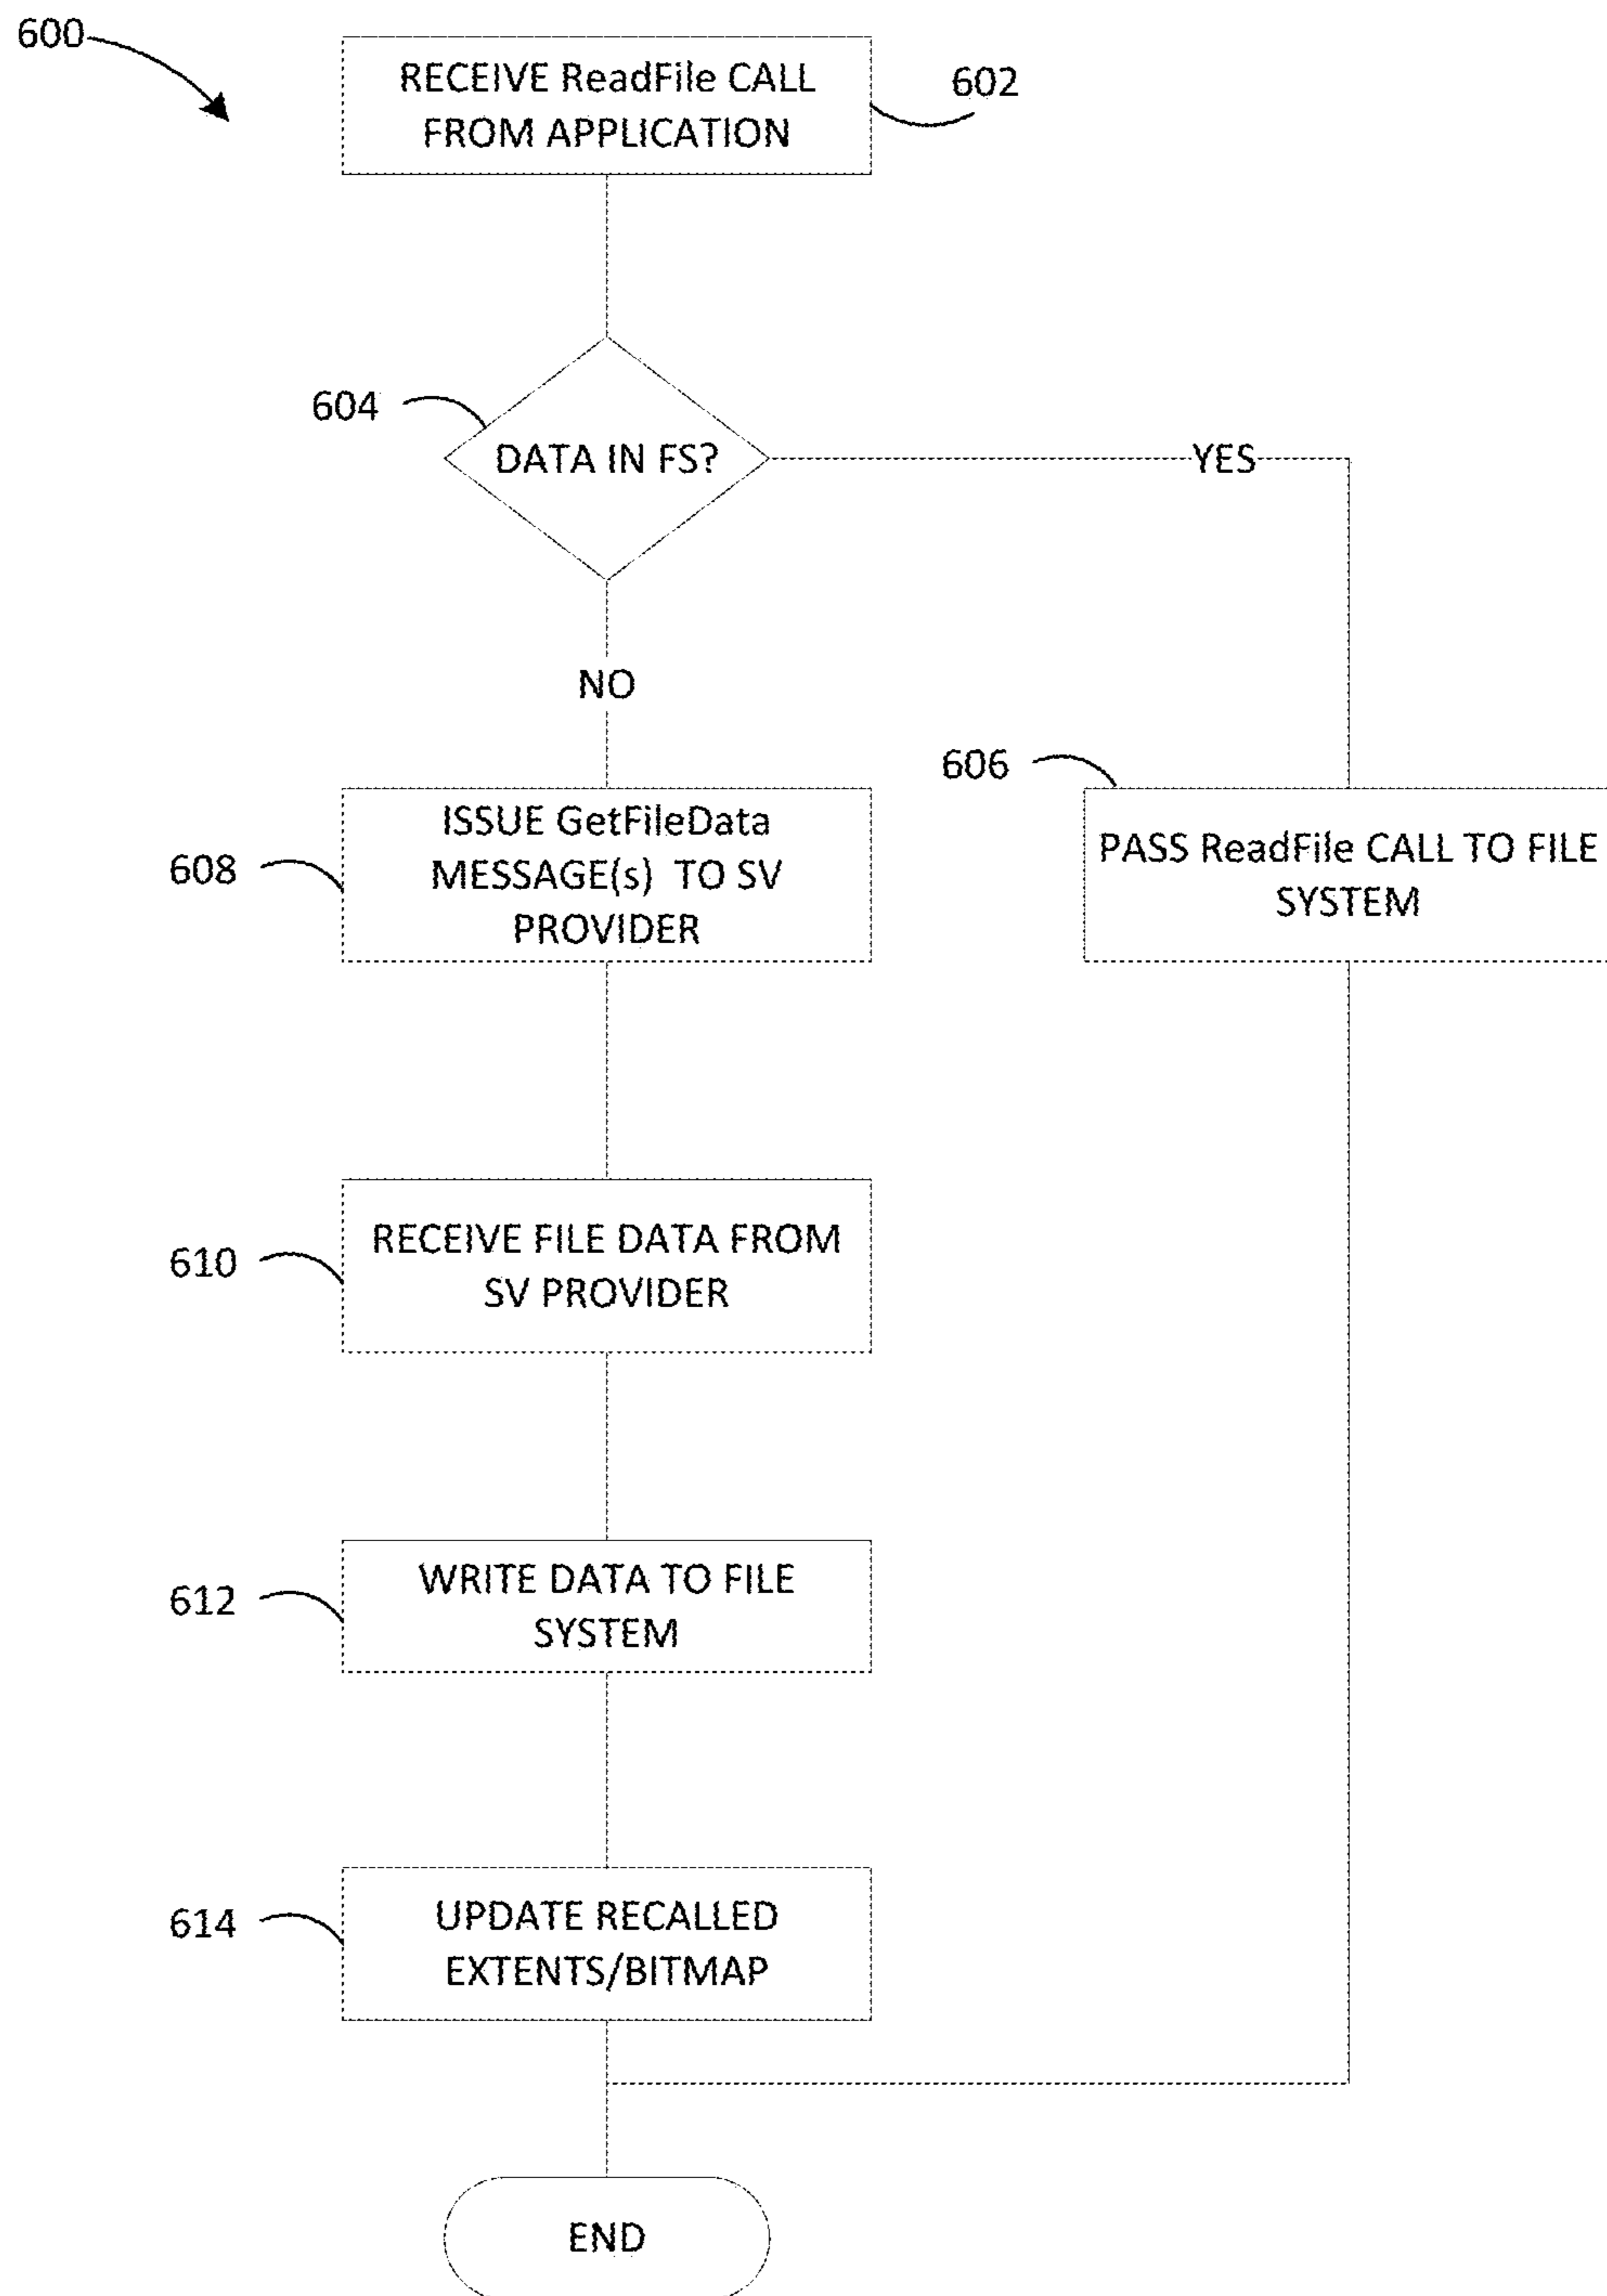 600
RECEIVE ReadFile CALL
FROM APPLICATION
602
604
DATA IN FS?
YES
NO
606
608
ISSUE GetFileData
MESSAGE(s) TO SV
PROVIDER
PASS ReadFile CALL TO FILE
SYSTEM
610
RECEIVE FILE DATA FROM
SV PROVIDER
612
WRITE DATA TO FILE
SYSTEM
614
UPDATE RECALLED
EXTENTS/BITMAP
END